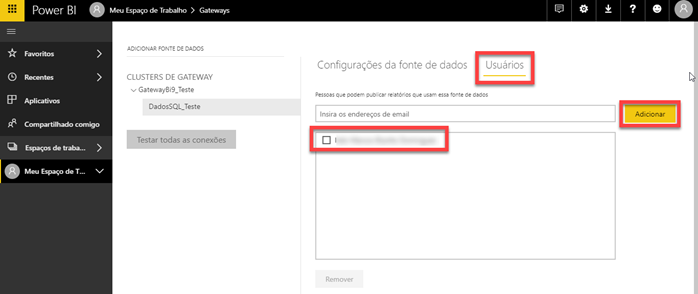 Power BI
Meu Espaço de Trabalho > Gateways
Favoritos
Recentes
Aplicativos
Compartilhado comigo
Espaços de traba...
Meu Espaço de T...
ADICIONAR FONTE DE DADOS
CLUSTERS DE GATEWAY
GatewayBi9_Teste
DadosSQL_Teste
Testar todas as conexões
Configurações da fonte de dados Usuários
Pessoas que podem publicar relatórios que usam essa fonte de dados
Insira os endereços de email Adicionar
Remover